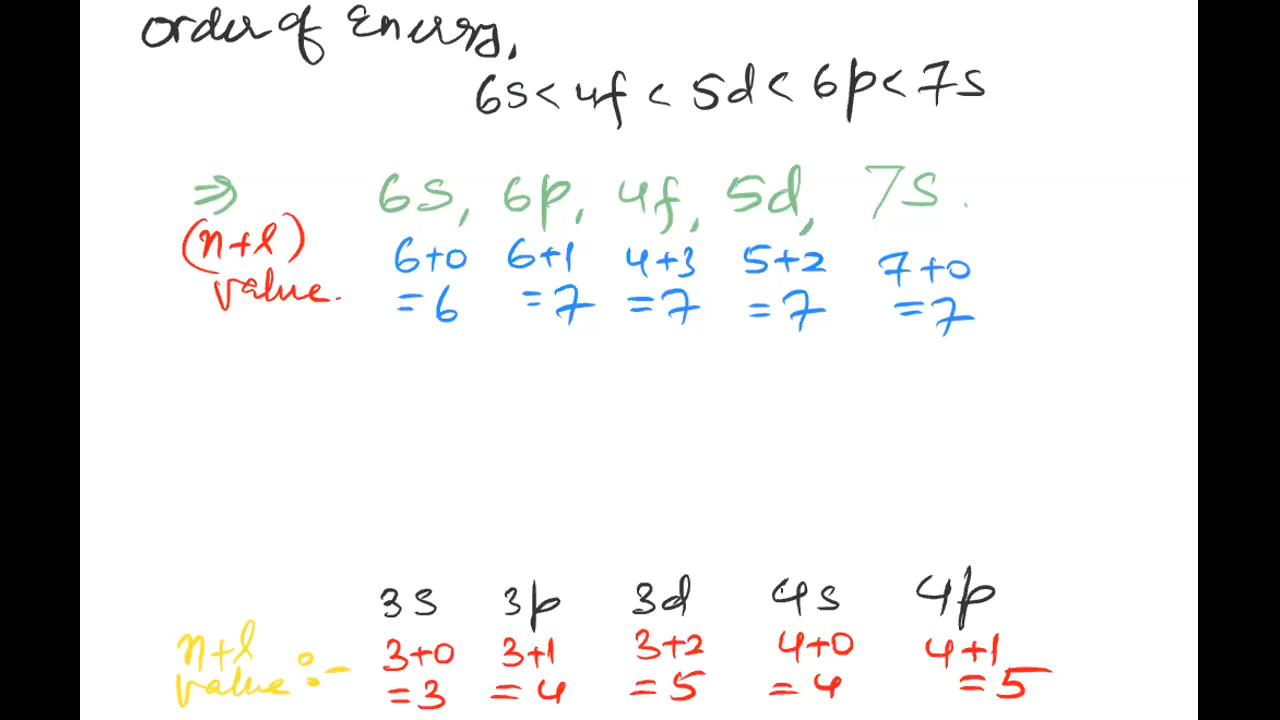 order of Energy,
6s < 4f < 5d < 6p < 7s
⇒ 6s, 6p, 4f, 5d, 7s.
(n+l) 6+0 6+1 4+3 5+2 7+0
value. =6 =7 =7 =7 =7
3s 3p 3d 4s 4p
n+l 3+0 3+1 3+2 4+0 4+1
value :- =3 =4 =5 =4 =5